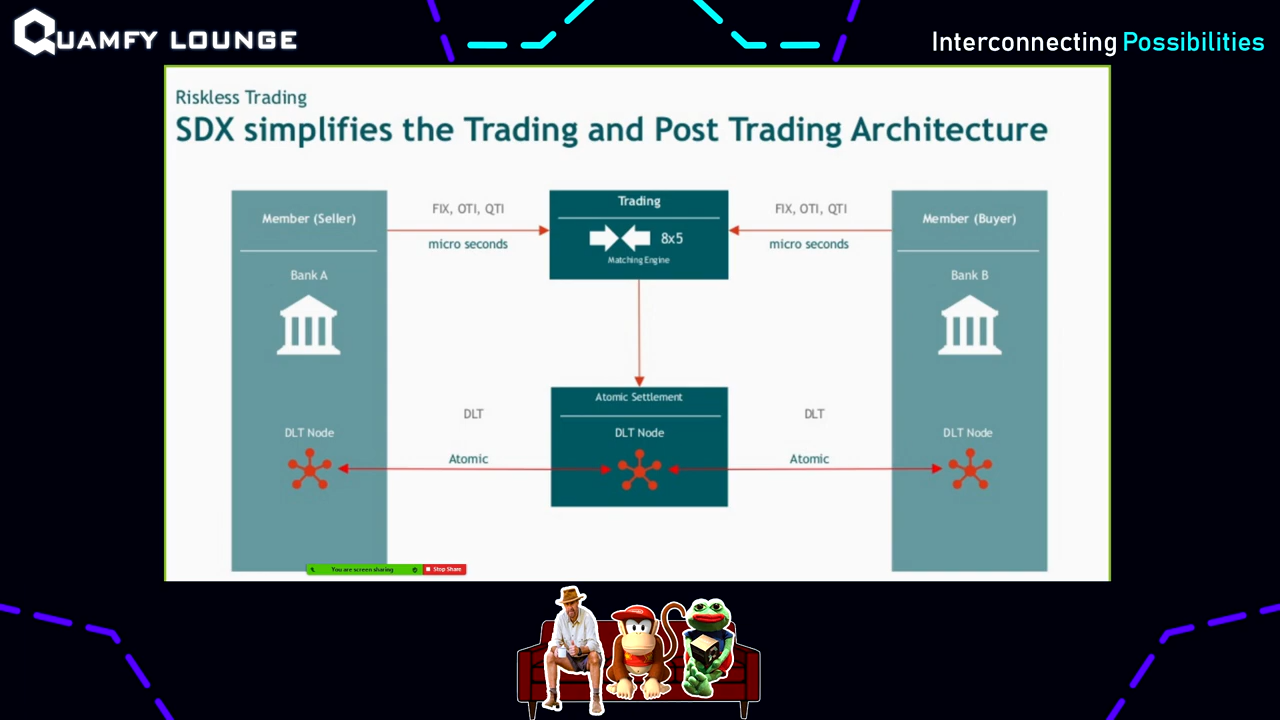 QUAMFY LOUNGE
Interconnecting Possibilities
Riskless Trading
SDX simplifies the Trading and Post Trading Architecture
Member (Seller)
Bank A
DLT Node
FIX, OTI, QTI
micro seconds
Trading
8x5
Matching Engine
FIX, OTI, QTI
micro seconds
Member (Buyer)
Bank B
DLT Node
DLT
Atomic
Atomic Settlement
DLT Node
DLT
Atomic
You are screen sharing
Stop Share